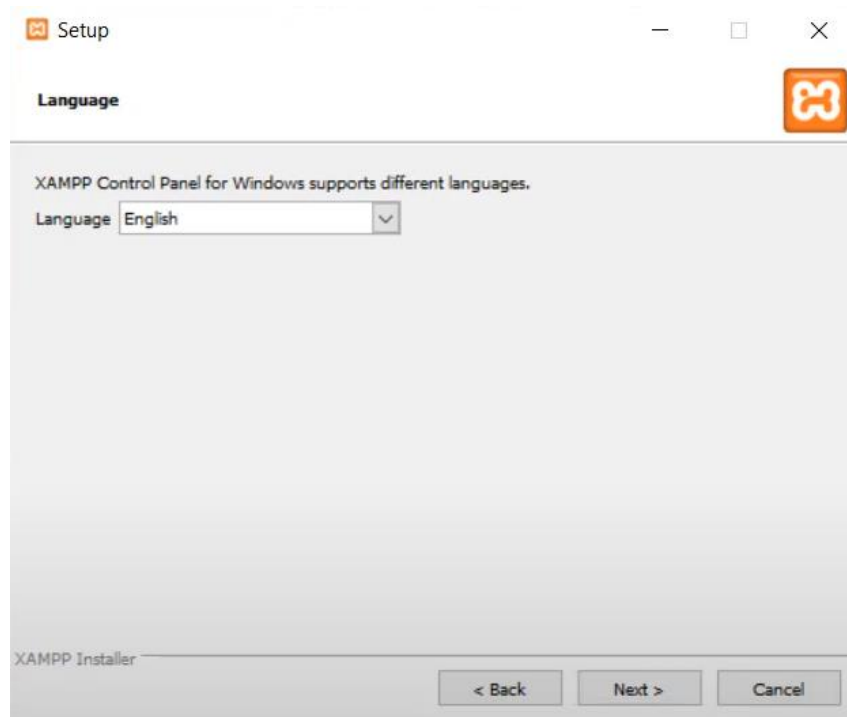 Setup
Language
XAMPP Control Panel for Windows supports different languages.
Language English
XAMPP Installer
< Back Next > Cancel